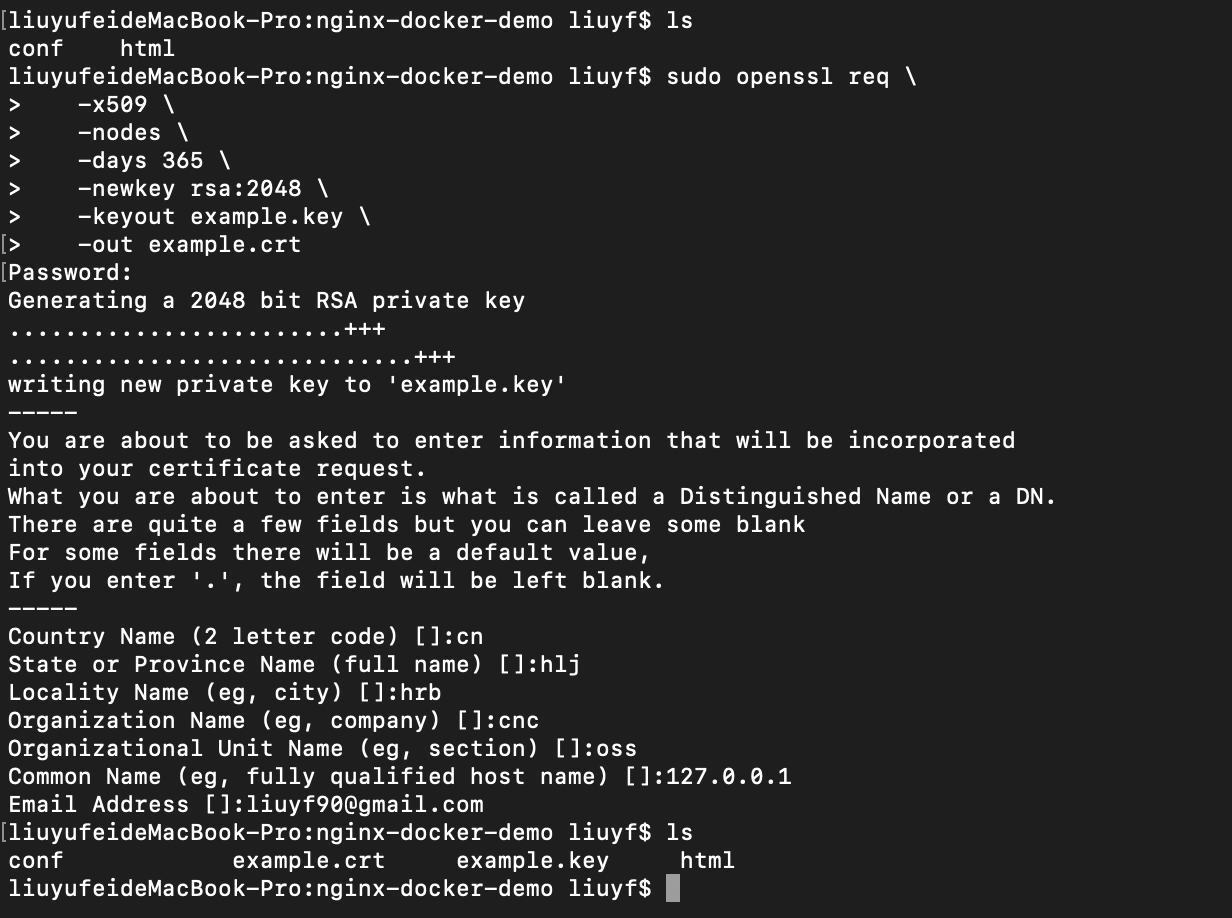 [liuyufeideMacBook-Pro:nginx-docker-demo liuyf$ ls
conf    html
liuyufeideMacBook-Pro:nginx-docker-demo liuyf$ sudo openssl req \
>    -x509 \
>    -nodes \
>    -days 365 \
>    -newkey rsa:2048 \
>    -keyout example.key \
[>    -out example.crt
[Password:
Generating a 2048 bit RSA private key
........................+++
.............................+++
writing new private key to 'example.key'
-----
You are about to be asked to enter information that will be incorporated
into your certificate request.
What you are about to enter is what is called a Distinguished Name or a DN.
There are quite a few fields but you can leave some blank
For some fields there will be a default value,
If you enter '.', the field will be left blank.
-----
Country Name (2 letter code) []:cn
State or Province Name (full name) []:hlj
Locality Name (eg, city) []:hrb
Organization Name (eg, company) []:cnc
Organizational Unit Name (eg, section) []:oss
Common Name (eg, fully qualified host name) []:127.0.0.1
Email Address []:liuyf90@gmail.com
[liuyufeideMacBook-Pro:nginx-docker-demo liuyf$ ls
conf            example.crt     example.key     html
liuyufeideMacBook-Pro:nginx-docker-demo liuyf$